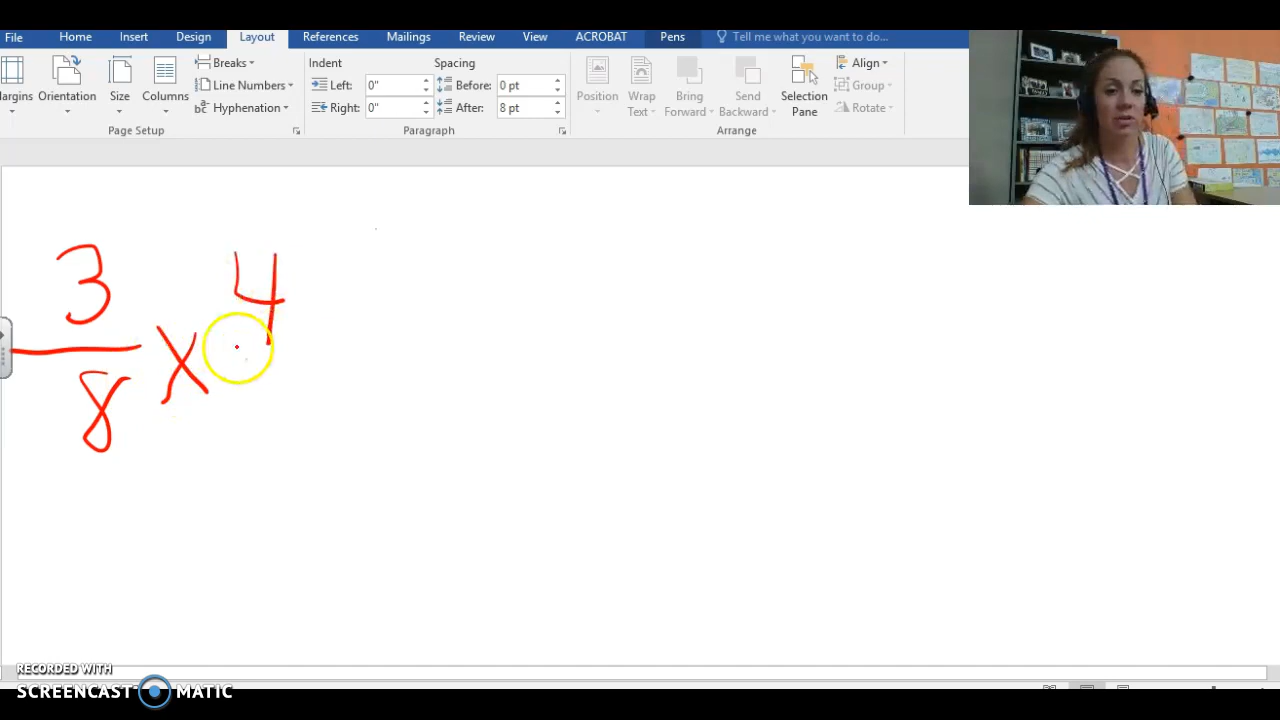 File Home Insert Design Layout References Mailings Review View ACROBAT Pens Tell me what you want to do...
Breaks Indent Spacing Align
Line Numbers Left: 0" Before: 0 pt Group
Hyphenation Right: 0" After: 8 pt Rotate
argins Orientation Size Columns Position Wrap Text Bring Forward Send Backward Selection Pane
Page Setup Paragraph Arrange
3
8
x
4
RECORDED WITH
SCREENCAST MATIC